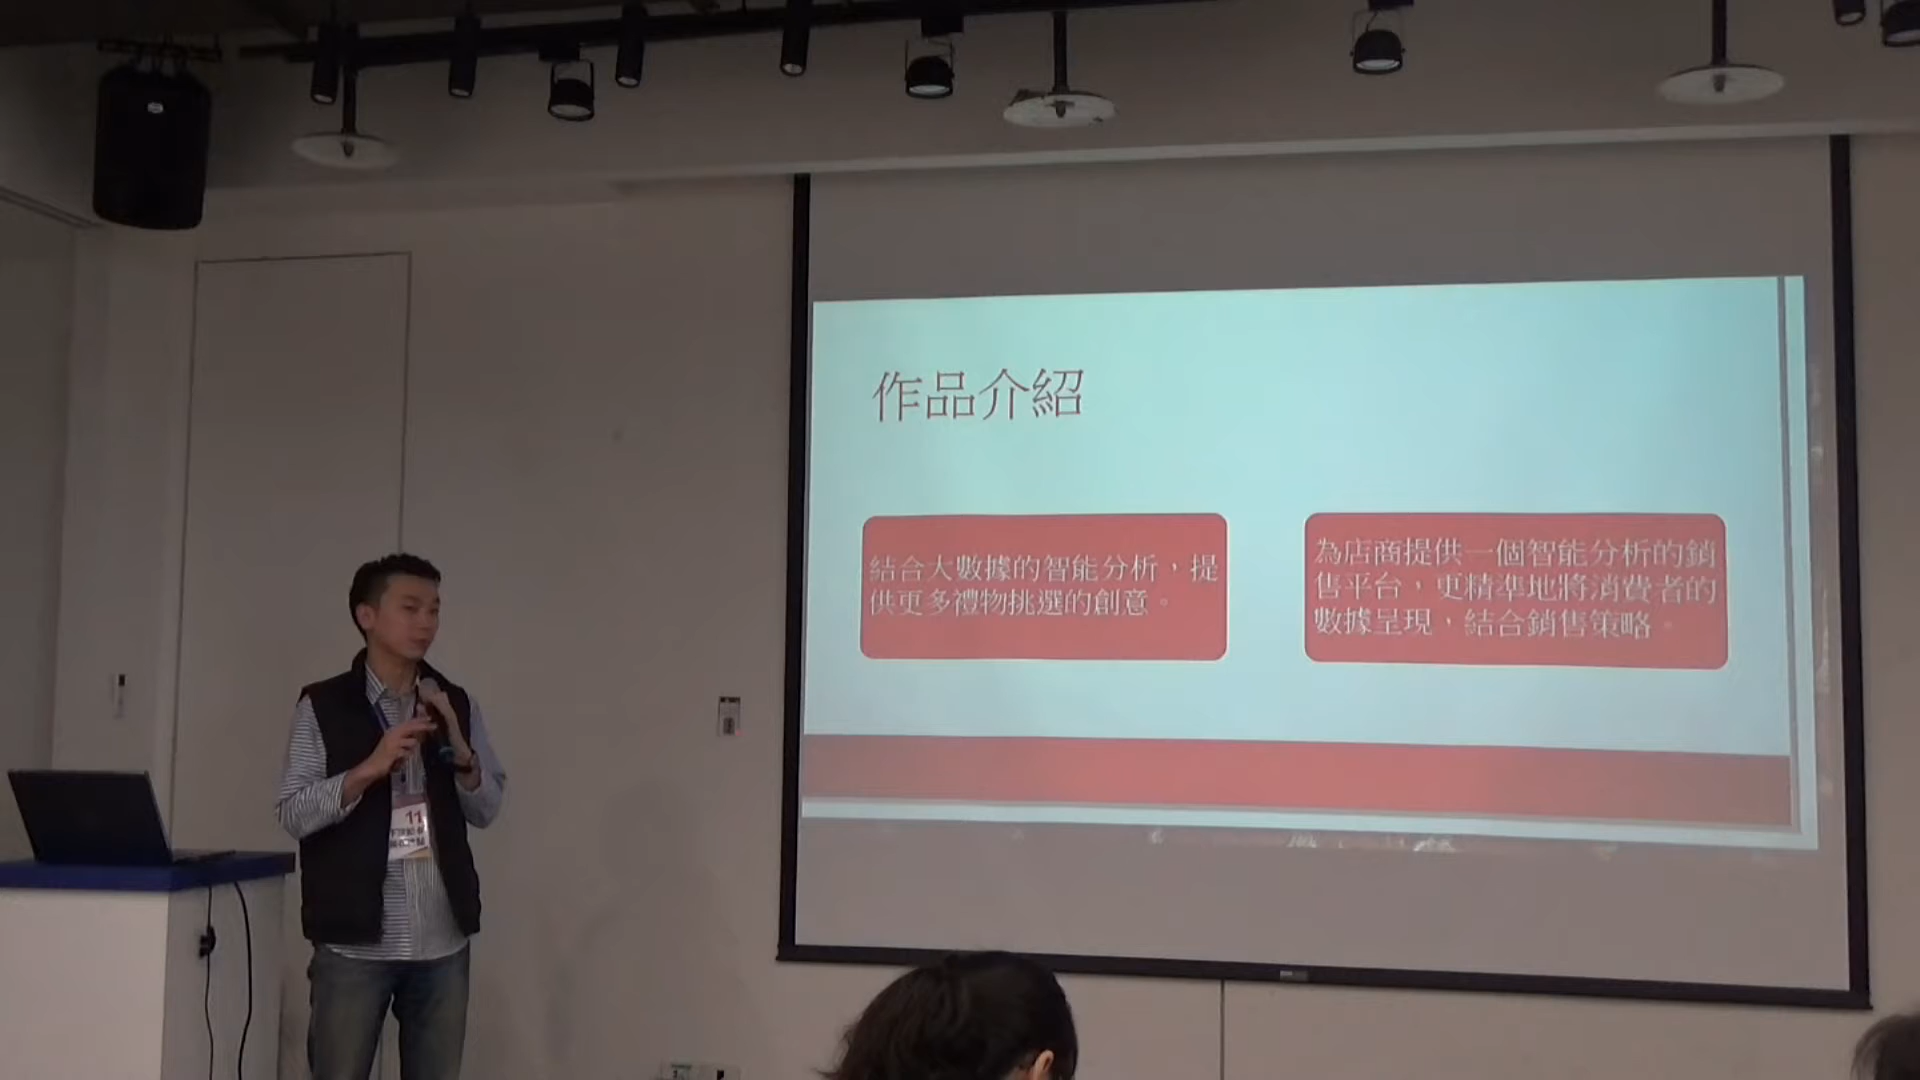 作品介紹
結合大數據的智能分析，提
供更多禮物挑選的創意。
為店商提供一個智能分析的銷
售平台，更精準地將消費者的
數據呈現，結合銷售策略。
11